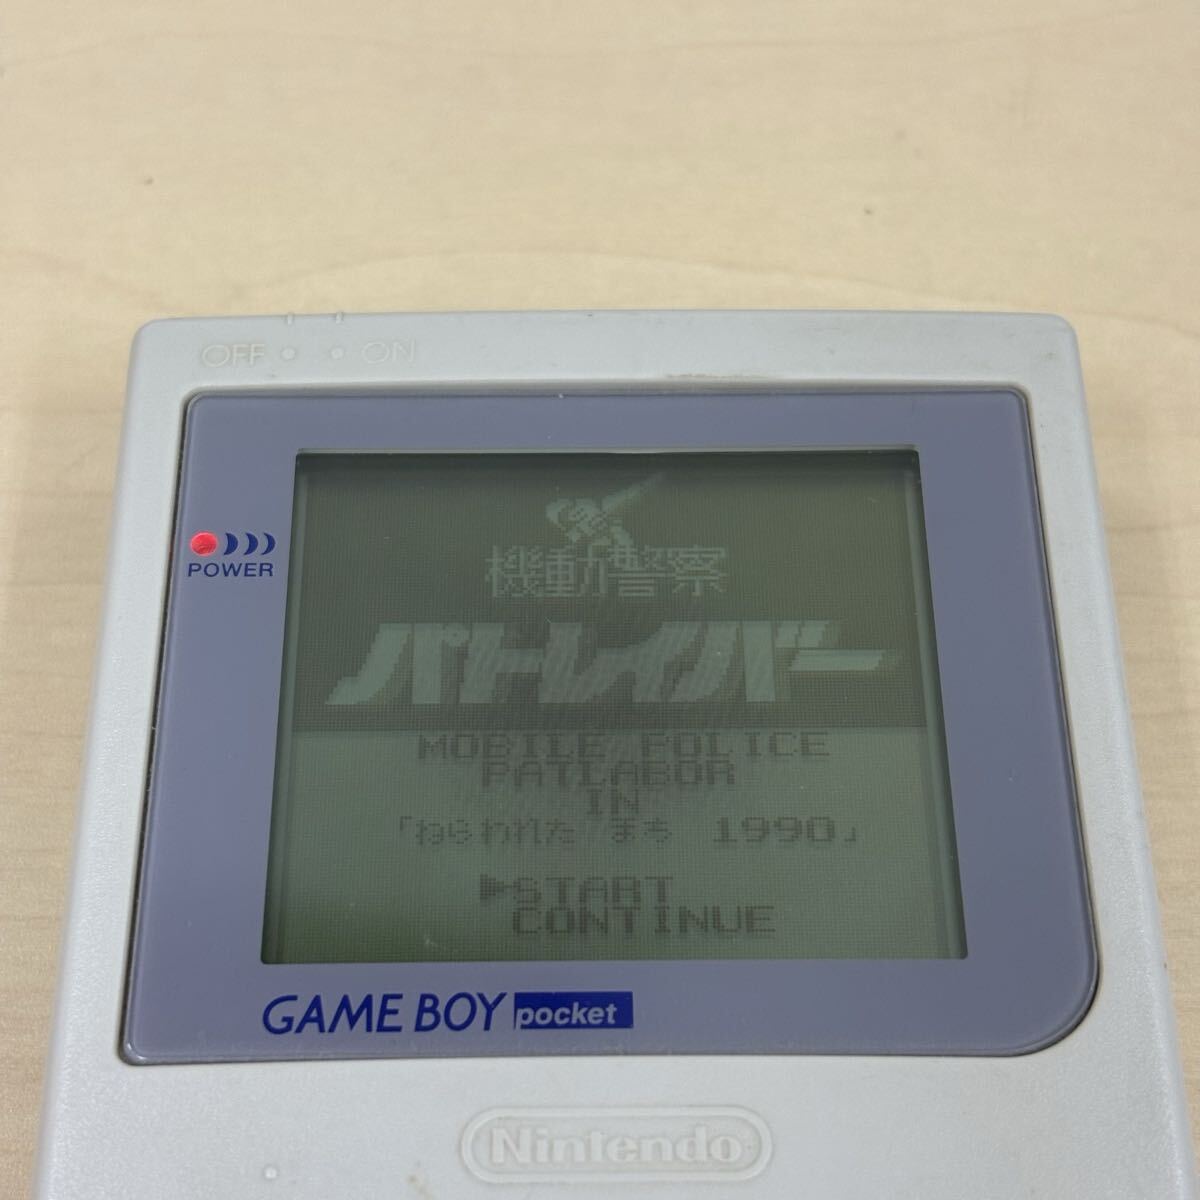 OFF ON
POWER
機動警察
パトレイバー
MOBILE POLICE
PATLABOR
IN
「ねらわれた まち 1990」
▶START
CONTINUE
GAME BOY pocket
Nintendo